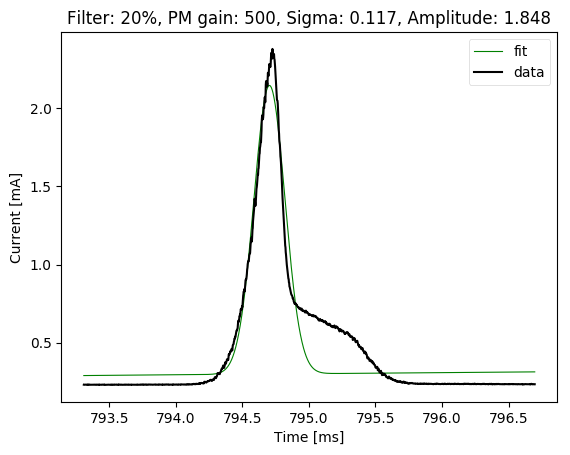 Filter: 20%, PM gain: 500, Sigma: 0.117, Amplitude: 1.848
fit
data
Current [mA]
2.0
1.5
1.0
0.5
793.5 794.0 794.5 795.0 795.5 796.0 796.5
Time [ms]